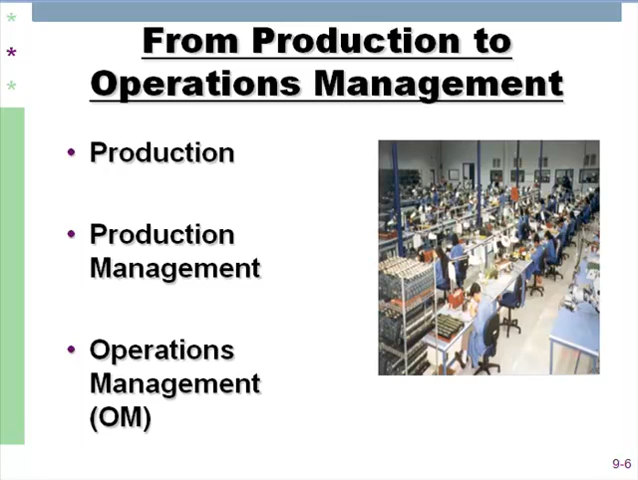 *
*
*
From Production to
Operations Management
• Production
• Production
Management
• Operations
Management
(OM)
9-6